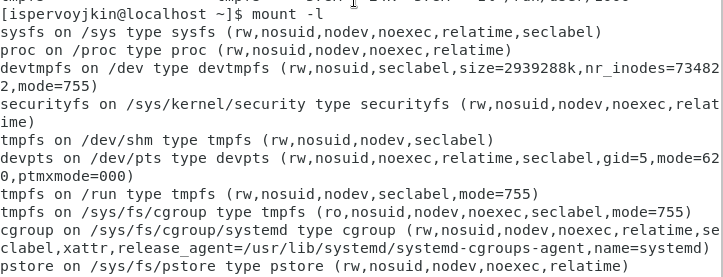 [ispervoyjkin@localhost ~]$ mount -l
sysfs on /sys type sysfs (rw,nosuid,nodev,noexec,relatime,seclabel)
proc on /proc type proc (rw,nosuid,nodev,noexec,relatime)
devtmpfs on /dev type devtmpfs (rw,nosuid,seclabel,size=2939288k,nr_inodes=73482
2,mode=755)
securityfs on /sys/kernel/security type securityfs (rw,nosuid,nodev,noexec,relat
ime)
tmpfs on /dev/shm type tmpfs (rw,nosuid,nodev,seclabel)
devpts on /dev/pts type devpts (rw,nosuid,noexec,relatime,seclabel,gid=5,mode=62
0,ptmxmode=000)
tmpfs on /run type tmpfs (rw,nosuid,nodev,seclabel,mode=755)
tmpfs on /sys/fs/cgroup type tmpfs (ro,nosuid,nodev,noexec,seclabel,mode=755)
cgroup on /sys/fs/cgroup/systemd type cgroup (rw,nosuid,nodev,noexec,relatime,se
clabel,xattr,release_agent=/usr/lib/systemd/systemd-cgroups-agent,name=systemd)
pstore on /sys/fs/pstore type pstore (rw,nosuid,nodev,noexec,relatime)